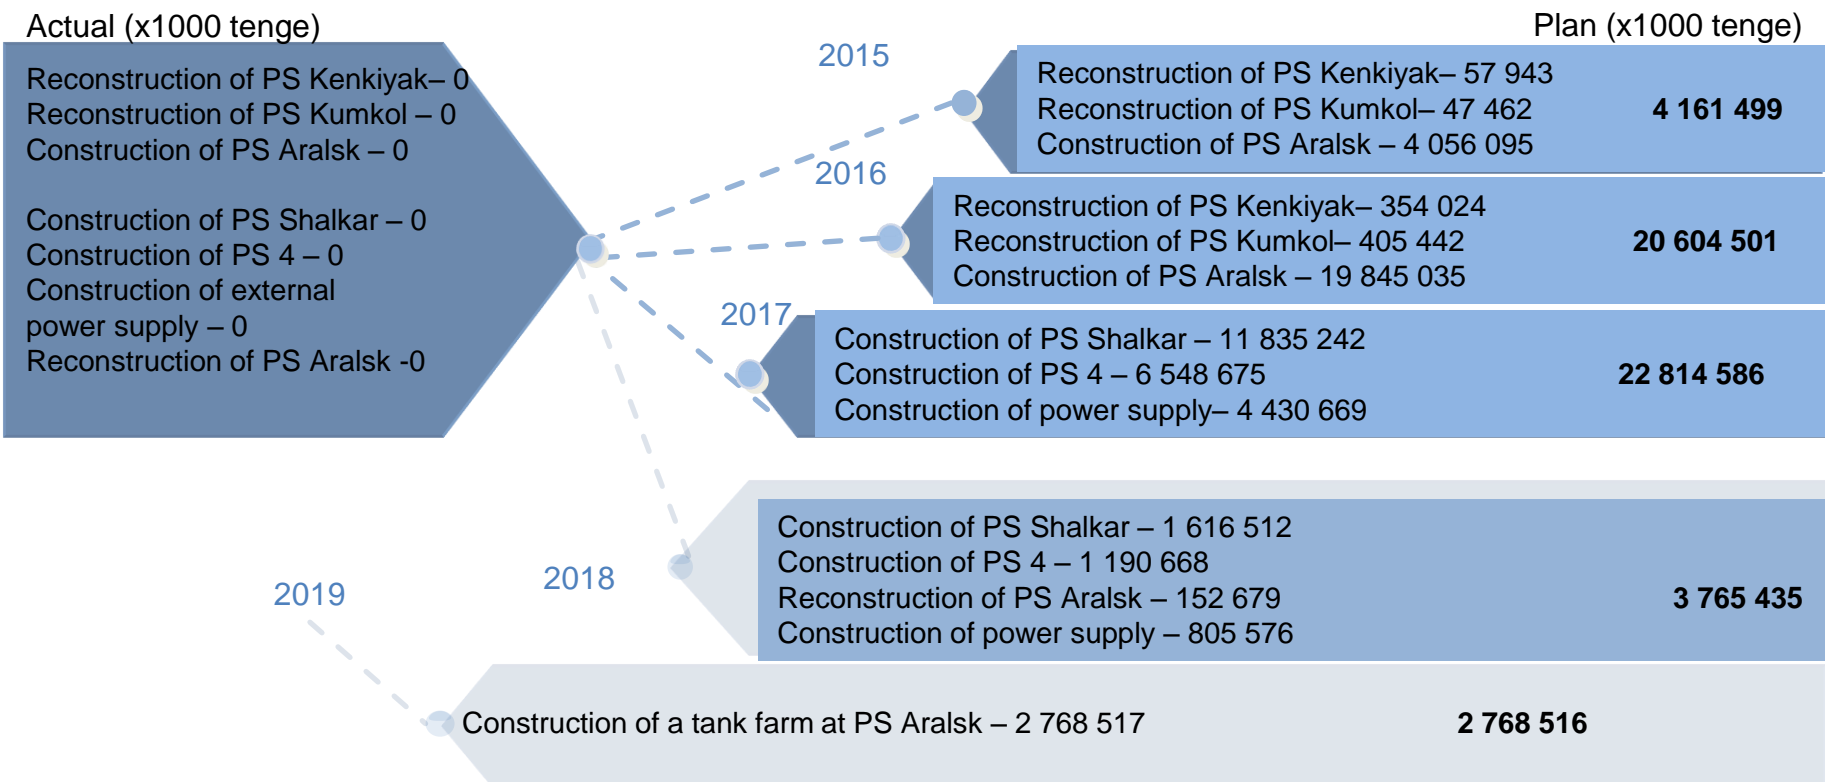 Actual (x1000 tenge)
Reconstruction of PS Kenkiyak– 0
Reconstruction of PS Kumkol – 0
Construction of PS Aralsk – 0
Construction of PS Shalkar – 0
Construction of PS 4 – 0
Construction of external
power supply – 0
Reconstruction of PS Aralsk -0
Plan (x1000 tenge)
2015
Reconstruction of PS Kenkiyak– 57 943
Reconstruction of PS Kumkol– 47 462
Construction of PS Aralsk – 4 056 095
4 161 499
2016
Reconstruction of PS Kenkiyak– 354 024
Reconstruction of PS Kumkol– 405 442
Construction of PS Aralsk – 19 845 035
20 604 501
2017
Construction of PS Shalkar – 11 835 242
Construction of PS 4 – 6 548 675
Construction of power supply– 4 430 669
22 814 586
2018
Construction of PS Shalkar – 1 616 512
Construction of PS 4 – 1 190 668
Reconstruction of PS Aralsk – 152 679
Construction of power supply – 805 576
3 765 435
2019
Construction of a tank farm at PS Aralsk – 2 768 517
2 768 516